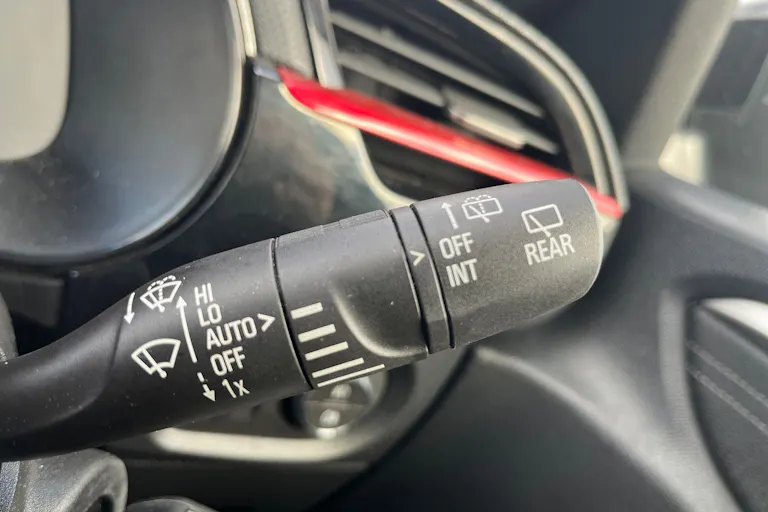 HI
LO
AUTO >
OFF
1x
>
OFF
INT
REAR